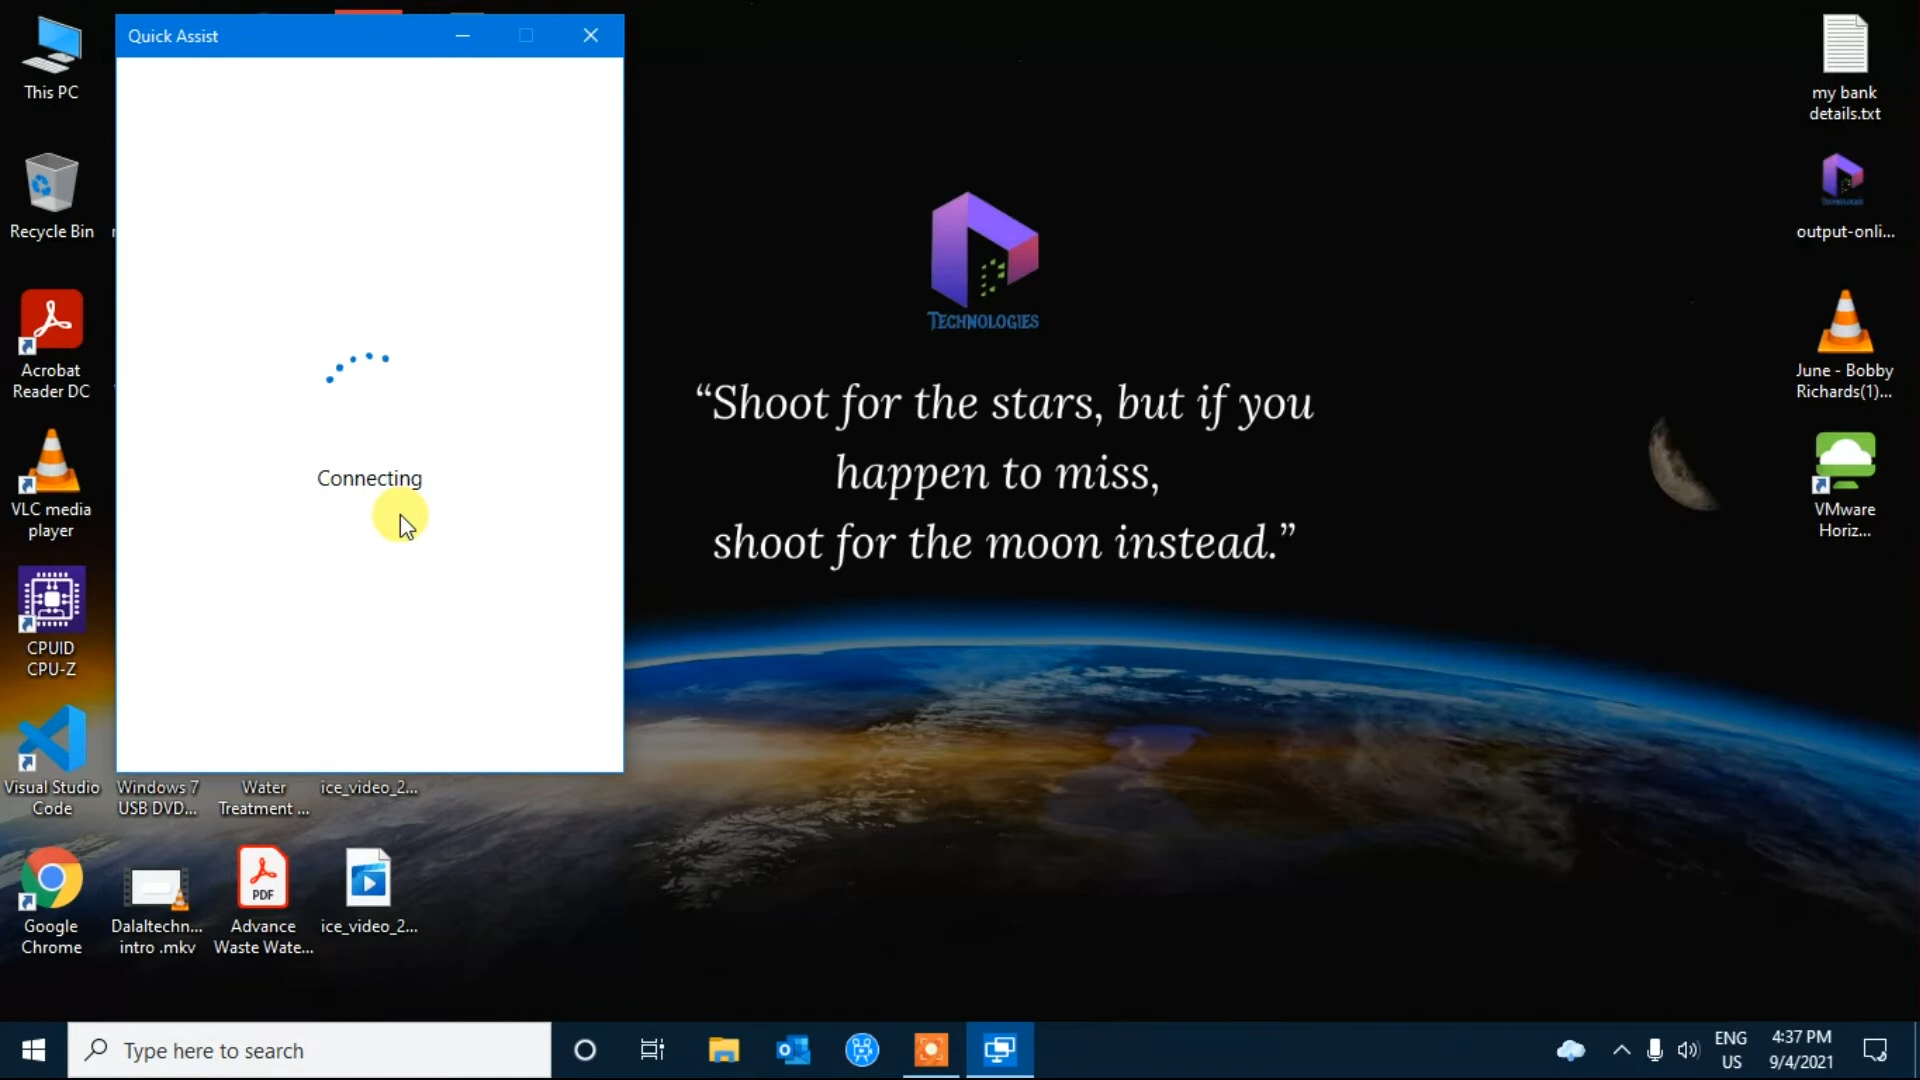 Quick Assist
Connecting
This PC
Recycle Bin
Acrobat
Reader DC
VLC media
player
CPUID
CPU-Z
Visual Studio
Code
Windows 7
USB DVD...
Water
Treatment ...
ice_video_2...
Google
Chrome
Dalaltechn...
intro .mkv
PDF
Advance
Waste Wate...
ice_video_2...
TECHNOLOGIES
“Shoot for the stars, but if you
happen to miss,
shoot for the moon instead.”
my bank
details.txt
output-onli...
June - Bobby
Richards(1)...
VMware
Horiz...
Type here to search
ENG
US
4:37 PM
9/4/2021